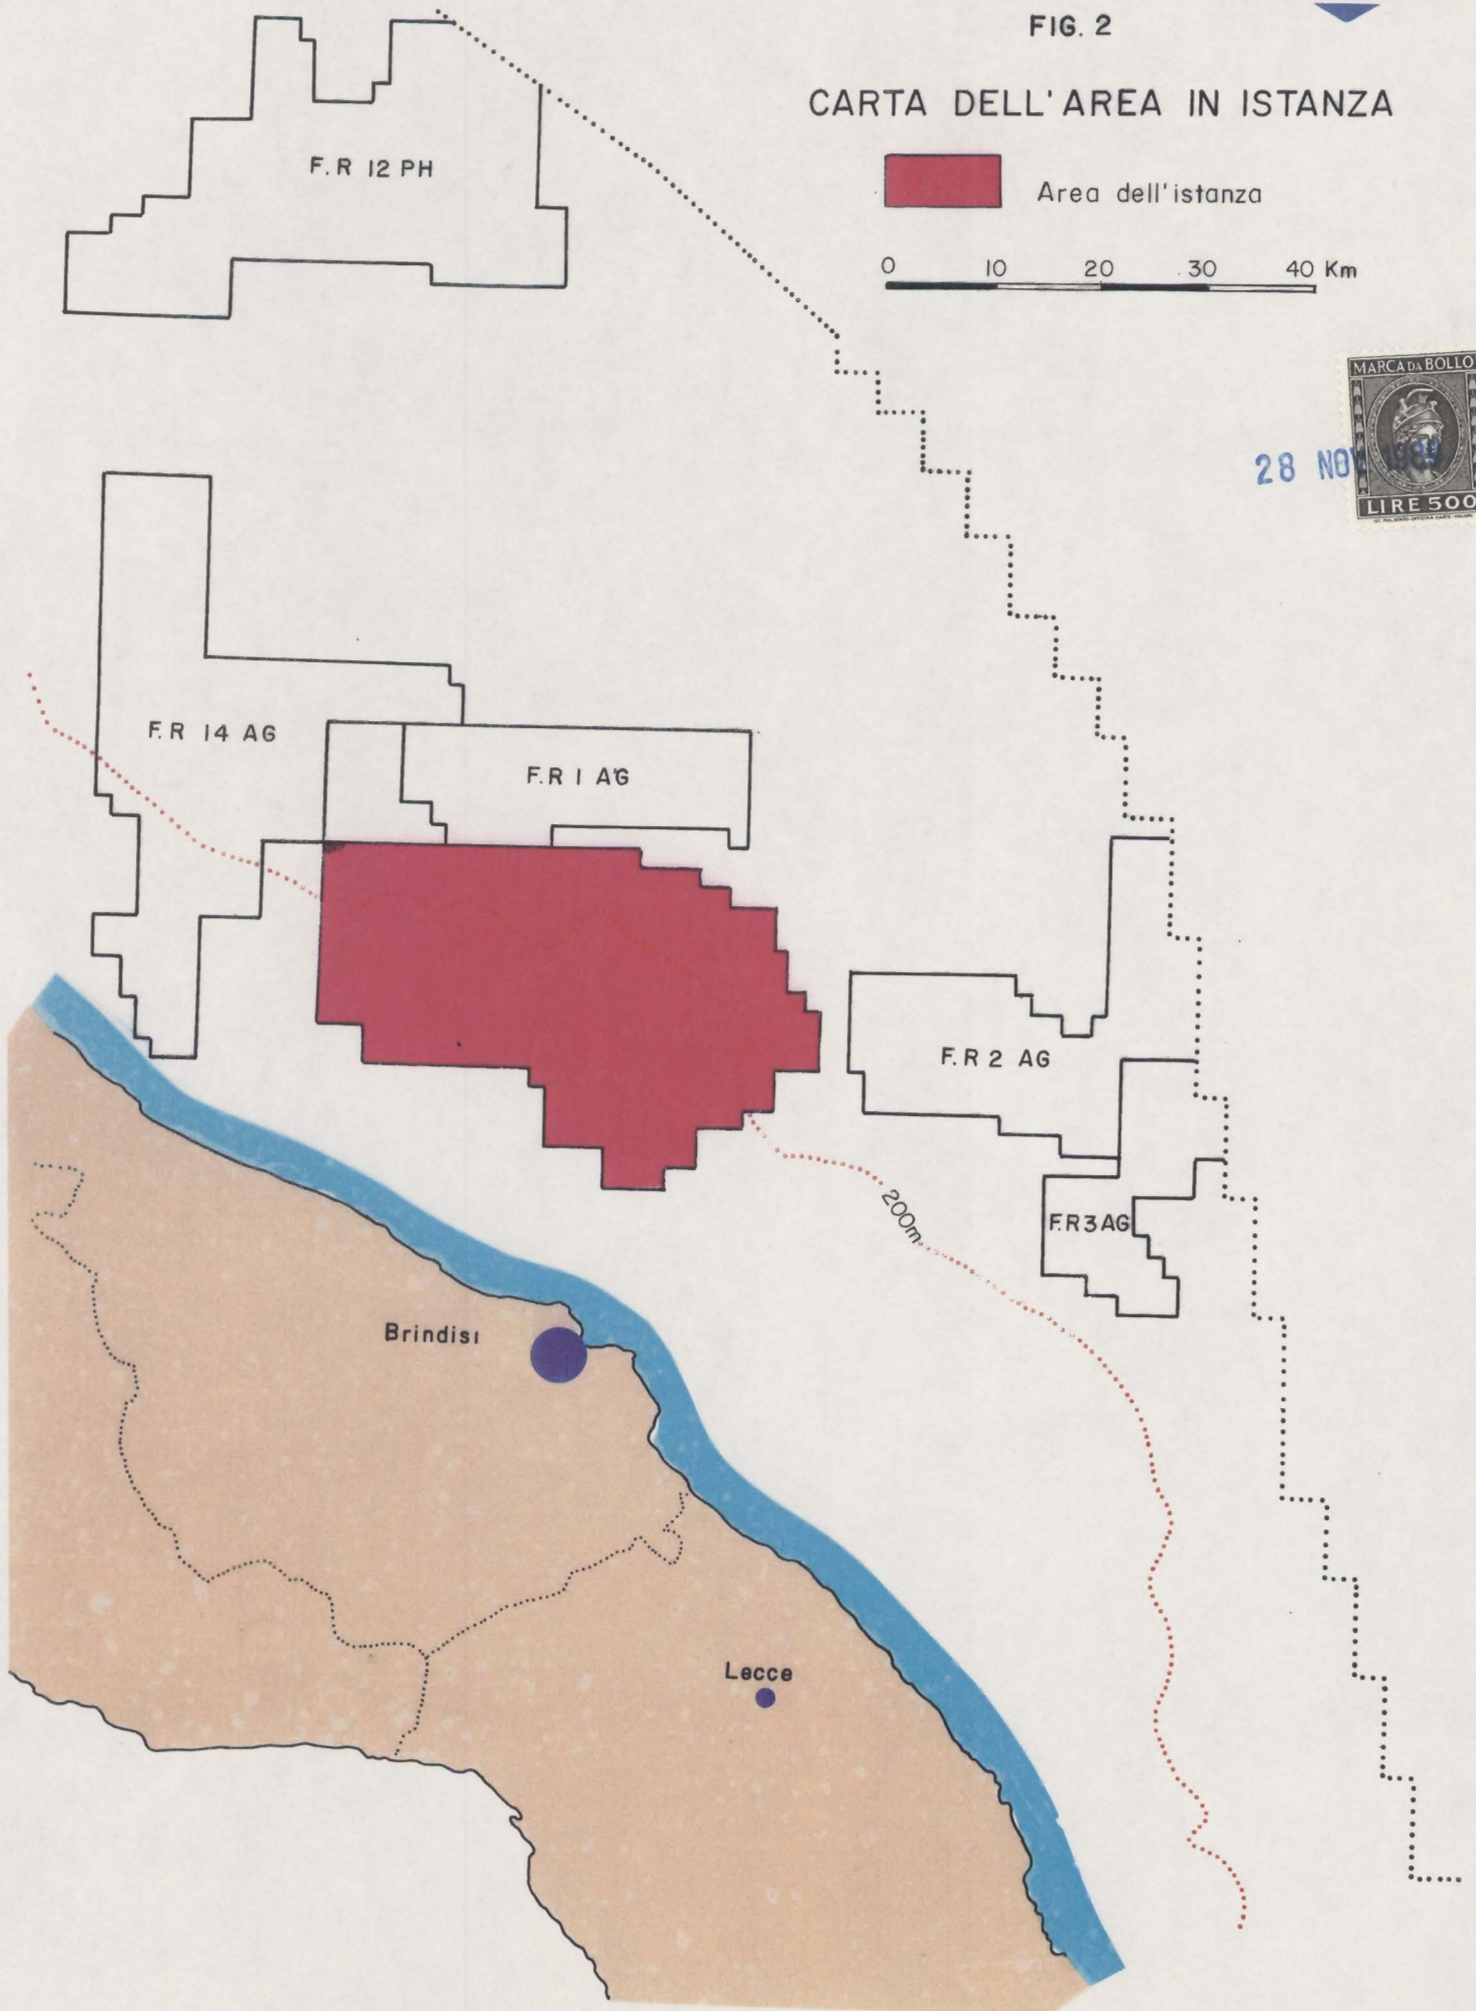 FIG. 2
CARTA DELL'AREA IN ISTANZA
Area dell'istanza
0 10 20 30 40 Km
F.R 12 PH
MARCA DA BOLLO
28 NOV
LIRE 500
F.R 14 AG
F.R 1 AG
F.R 2 AG
F.R 3 AG
200m
Brindisi
Lecce